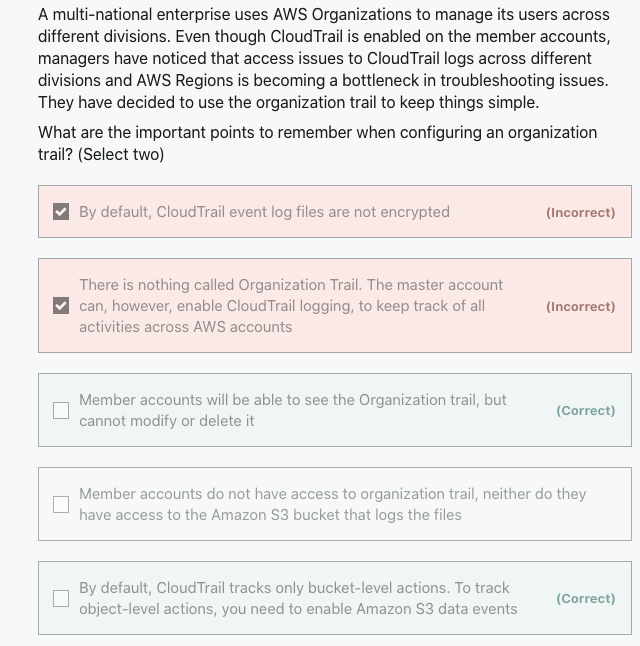 A multi-national enterprise uses AWS Organizations to manage its users across
different divisions. Even though CloudTrail is enabled on the member accounts,
managers have noticed that access issues to CloudTrail logs across different
divisions and AWS Regions is becoming a bottleneck in troubleshooting issues.
They have decided to use the organization trail to keep things simple.
What are the important points to remember when configuring an organization
trail? (Select two)
By default, CloudTrail event log files are not encrypted (Incorrect)
There is nothing called Organization Trail. The master account
can, however, enable CloudTrail logging, to keep track of all (Incorrect)
activities across AWS accounts
Member accounts will be able to see the Organization trail, but
cannot modify or delete it (Correct)
Member accounts do not have access to organization trail, neither do they
have access to the Amazon S3 bucket that logs the files
By default, CloudTrail tracks only bucket-level actions. To track
object-level actions, you need to enable Amazon S3 data events (Correct)